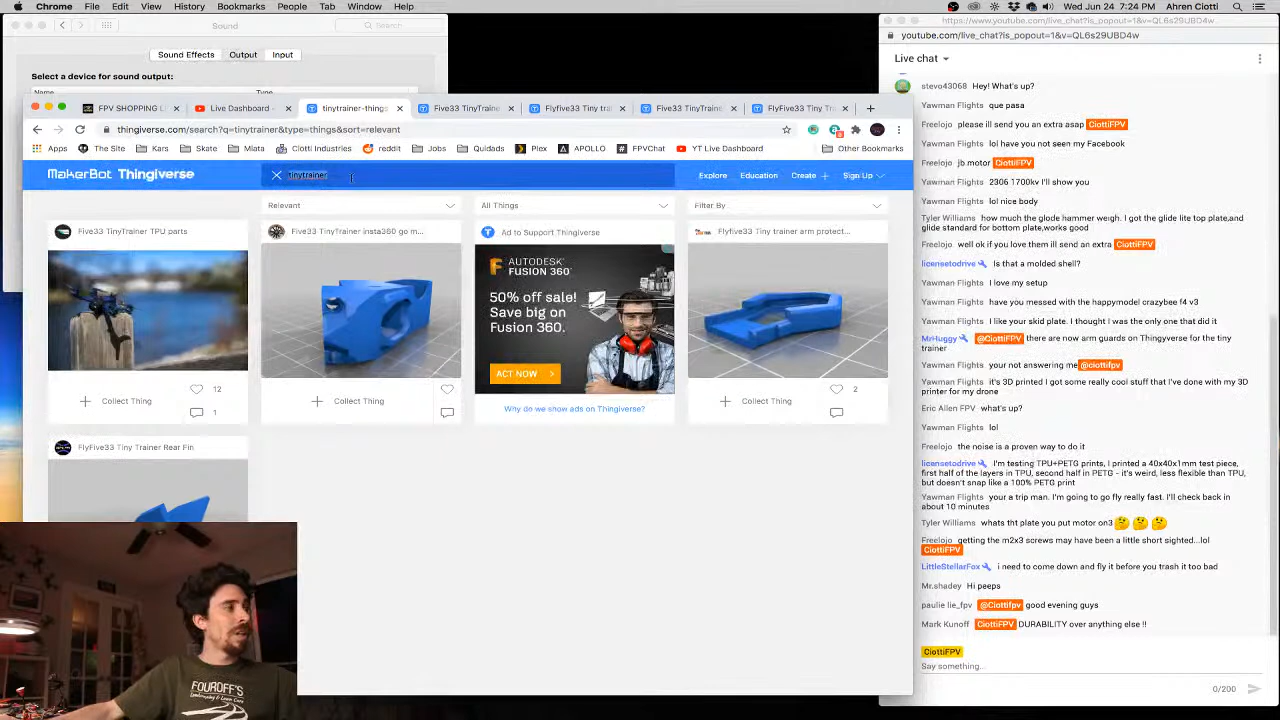 Chrome File Edit View History Bookmarks People Tab Window Help
Wed Jun 24 7:24 PM Ahren Ciotti
Sound
Search
Sound Effects Output Input
Select a device for sound output:
Name Type
FPV SHOPPING L
Live Dashboard -
tinytrainer-things
Five33 TinyTraine
Flyfive33 Tiny tra
Five33 TinyTraine
FlyFive33 Tiny Tra
thingiverse.com/search?q=tinytrainer&type=things&sort=relevant
Apps Kars Skate Miata Ciotti Entries reddit Jobs Quidads Plex APOLLO FPVChat YT Live Dashboard Other Bookmarks
MakerBot Thingiverse
tinytrainer
Explore Education Create Sign Up
Relevant
All Things
Filter By
Five33 TinyTrainer TPU parts
12
Collect Thing
1
Five33 TinyTrainer insta360 go m...
Collect Thing
Ad to Support Thingiverse
AUTODESK
FUSION 360
50% off sale!
Save big on
Fusion 360.
ACT NOW
Why do we show ads on Thingiverse?
Flyfive33 Tiny trainer arm protect...
2
Collect Thing
FlyFive33 Tiny Trainer Rear Fin
FOUROFF'S
https://www.youtube.com/live_chat?is_popout=1&v=QL6s29UBD4w...
youtube.com/live_chat?is_popout=1&v=QL6s29UBD4w
Live chat
stevo43068 Hey! What's up?
Yawman Flights que pasa
Freelojo please ill send you an extra asap CiottiFPV
Yawman Flights lol have you not seen my Facebook
Freelojo jb motor CiottiFPV
Yawman Flights 2306 1700kv I'll show you
Yawman Flights lol nice body
Tyler Williams how much the glode hammer weigh. I got the glide lite top plate,and
glide standard for bottom plate,works good
Freelojo well ok if you love them ill send an extra CiottiFPV
licensetodrive Is that a molded shell?
Yawman Flights I love my setup
Yawman Flights have you messed with the happymodel crazybee f4 v3
Yawman Flights I like your skid plate. I thought I was the only one that did it
MrHuggy @CiottiFPV there are now arm guards on Thingyverse for the tiny
trainer
Yawman Flights your not answering me @ciottifpv
Yawman Flights it's 3D printed I got some really cool stuff that I've done with my 3D
printer for my drone
Eric Allen FPV what's up?
Yawman Flights lol
Freelojo the noise is a proven way to do it
licensetodrive I'm testing TPU+PETG prints, I printed a 40x40x1mm test piece,
first half of the layers in TPU, second half in PETG - it's weird, less flexible than TPU,
but doesn't snap like a 100% PETG print
Yawman Flights your a trip man. I'm going to go fly really fast. I'll check back in
about 10 minutes
Tyler Williams whats tht plate you put motor on3
Freelojo getting the m2x3 screws may have been a little short sighted...lol
CiottiFPV
LittleStellarFox i need to come down and fly it before you trash it too bad
Mr.shadey Hi peeps
paulie lie_fpv @Ciottifpv good evening guys
Mark Kunoff CiottiFPV DURABILITY over anything else !!
CiottiFPV
Say something...
0/200